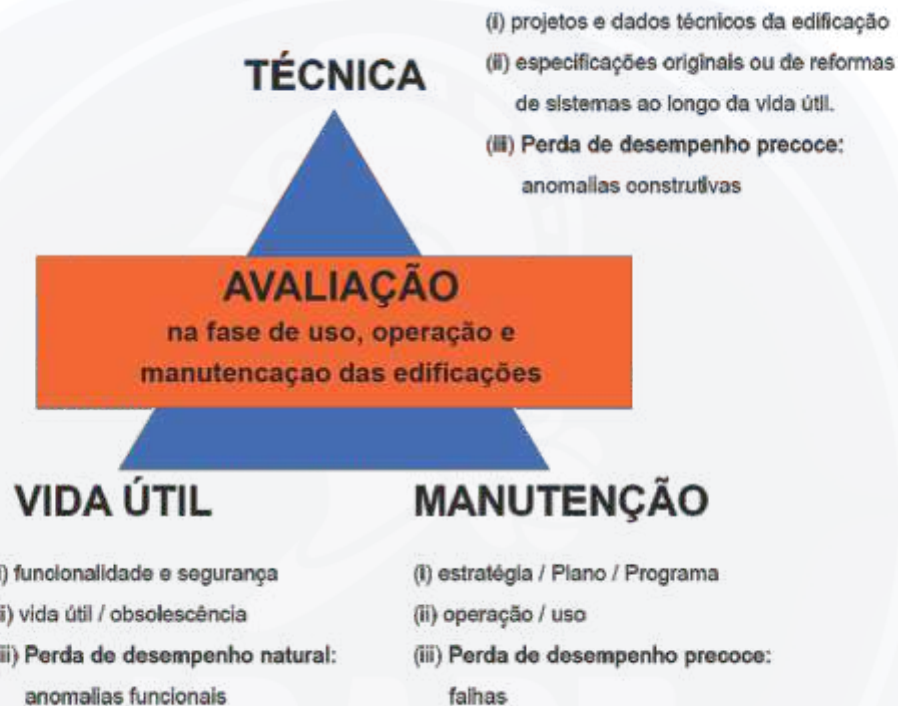 (i) projetos e dados técnicos da edificação
TÉCNICA
(ii) especificações originais ou de reformas
de sistemas ao longo da vida útil.
(iii) Perda de desempenho precoce:
anomalias construtivas
AVALIAÇÃO
na fase de uso, operação e
manutencaçao das edificações
VIDA ÚTIL
i) funcionalidade e segurança
ii) vida útil / obsolescência
iii) Perda de desempenho natural:
anomalias funcionais
MANUTENÇÃO
(i) estratégia / Plano / Programa
(ii) operação / uso
(iii) Perda de desempenho precoce:
falhas